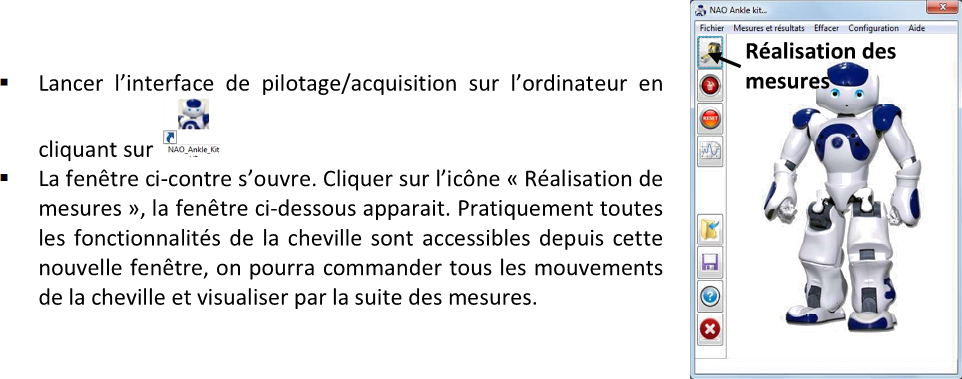 ▪ Lancer l’interface de pilotage/acquisition sur l’ordinateur en
cliquant sur NAO_Ankle_Kit
▪ La fenêtre ci-contre s’ouvre. Cliquer sur l’icône « Réalisation de
mesures », la fenêtre ci-dessous apparait. Pratiquement toutes
les fonctionnalités de la cheville sont accessibles depuis cette
nouvelle fenêtre, on pourra commander tous les mouvements
de la cheville et visualiser par la suite des mesures.
NAO Ankle kit...
Fichier Mesures et résultats Effacer Configuration Aide
Réalisation des
mesures
RESET